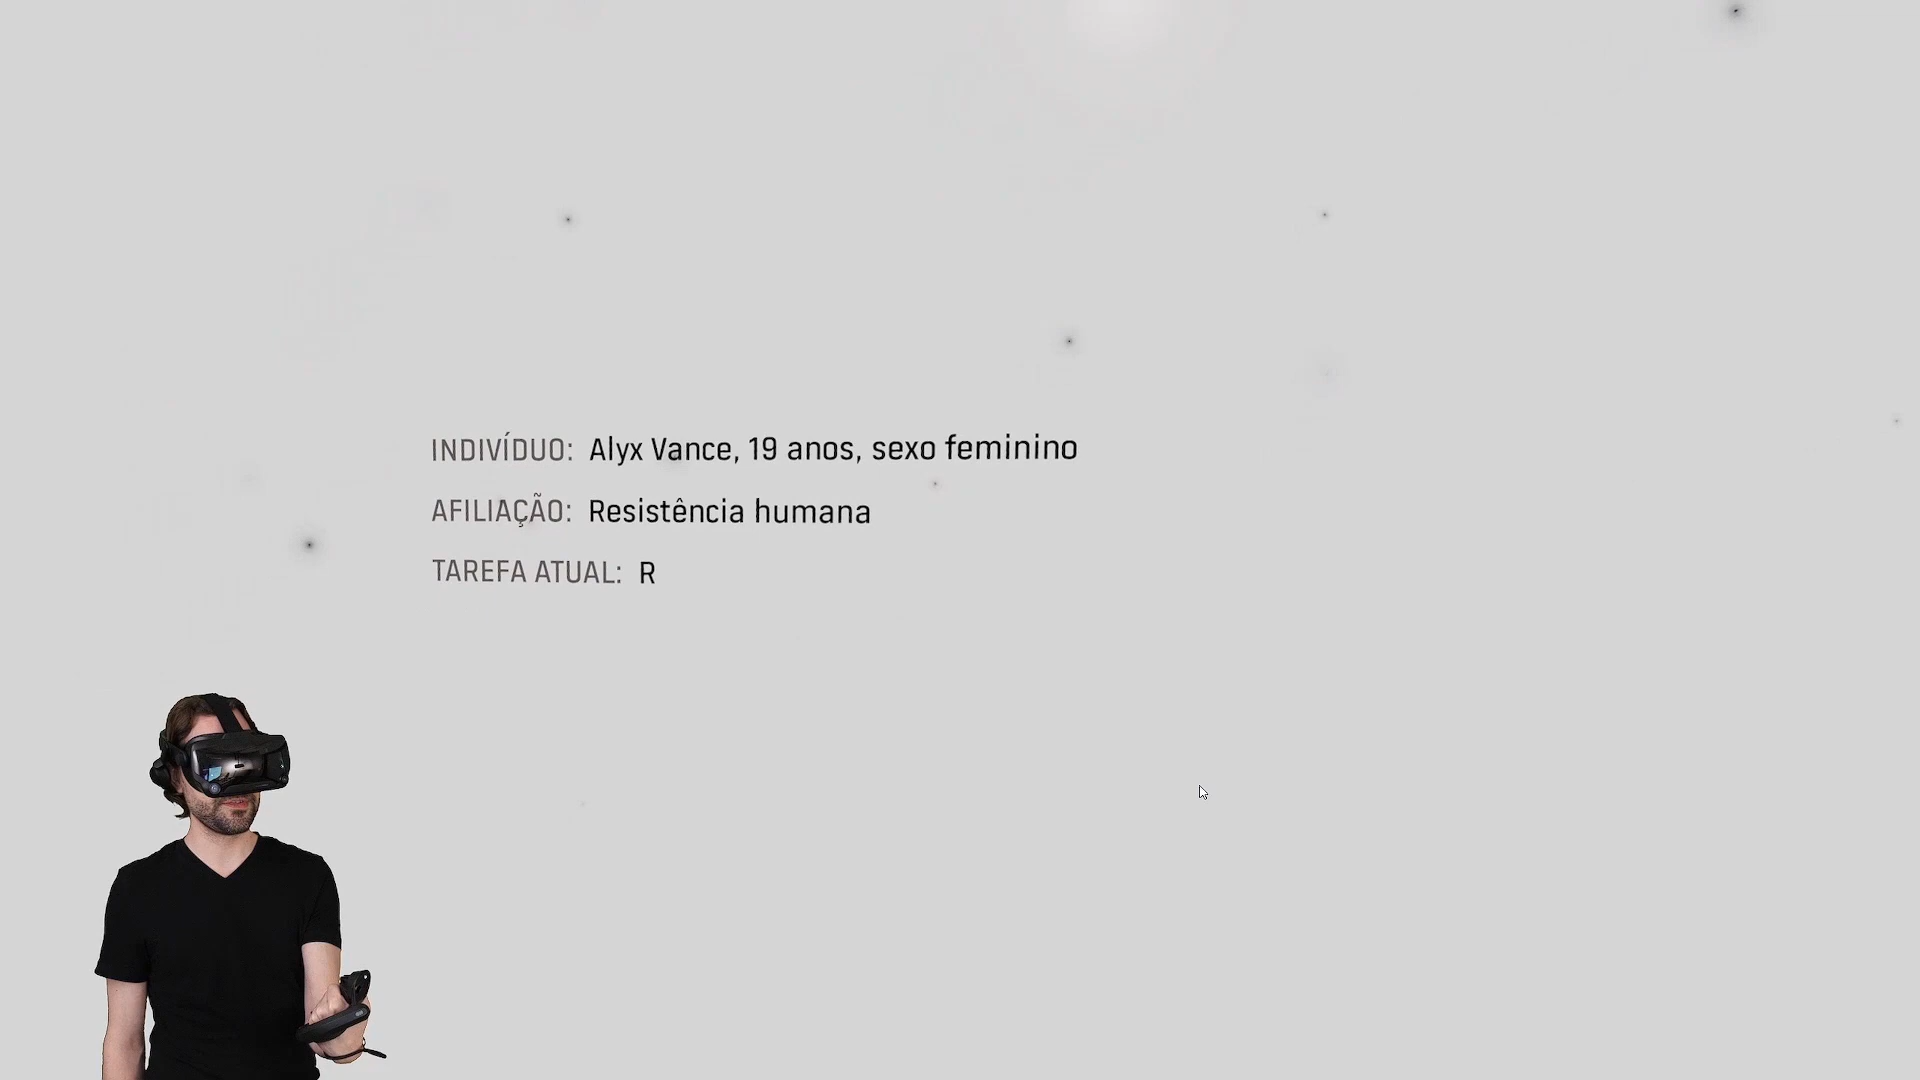 INDIVÍDUO: Alyx Vance, 19 anos, sexo feminino
AFILIAÇÃO: Resistência humana
TAREFA ATUAL: R